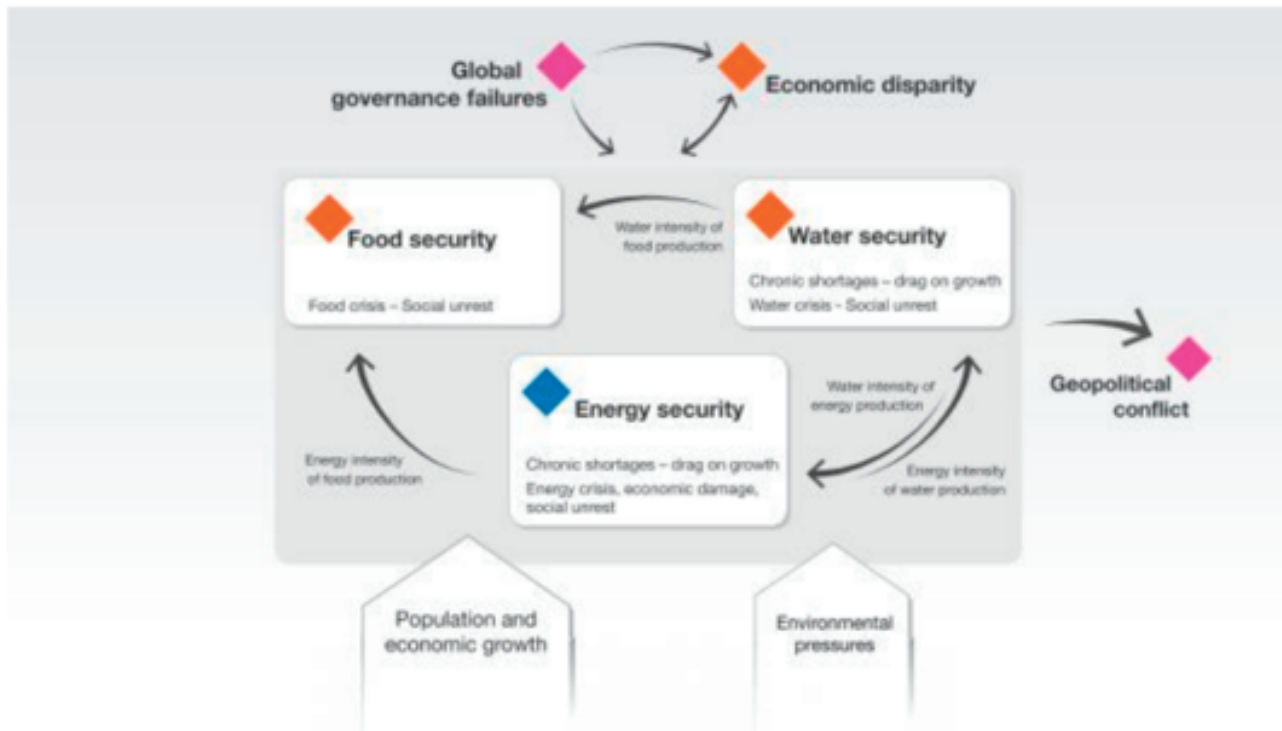 Global
governance failures
Economic disparity
Food security
Food crisis – Social unrest
Water intensity of
food production
Water security
Chronic shortages – drag on growth
Water crisis - Social unrest
Geopolitical
conflict
Energy security
Chronic shortages – drag on growth
Energy crisis, economic damage,
social unrest
Energy intensity
of food production
Water intensity of
energy production
Energy intensity
of water production
Population and
economic growth
Environmental
pressures